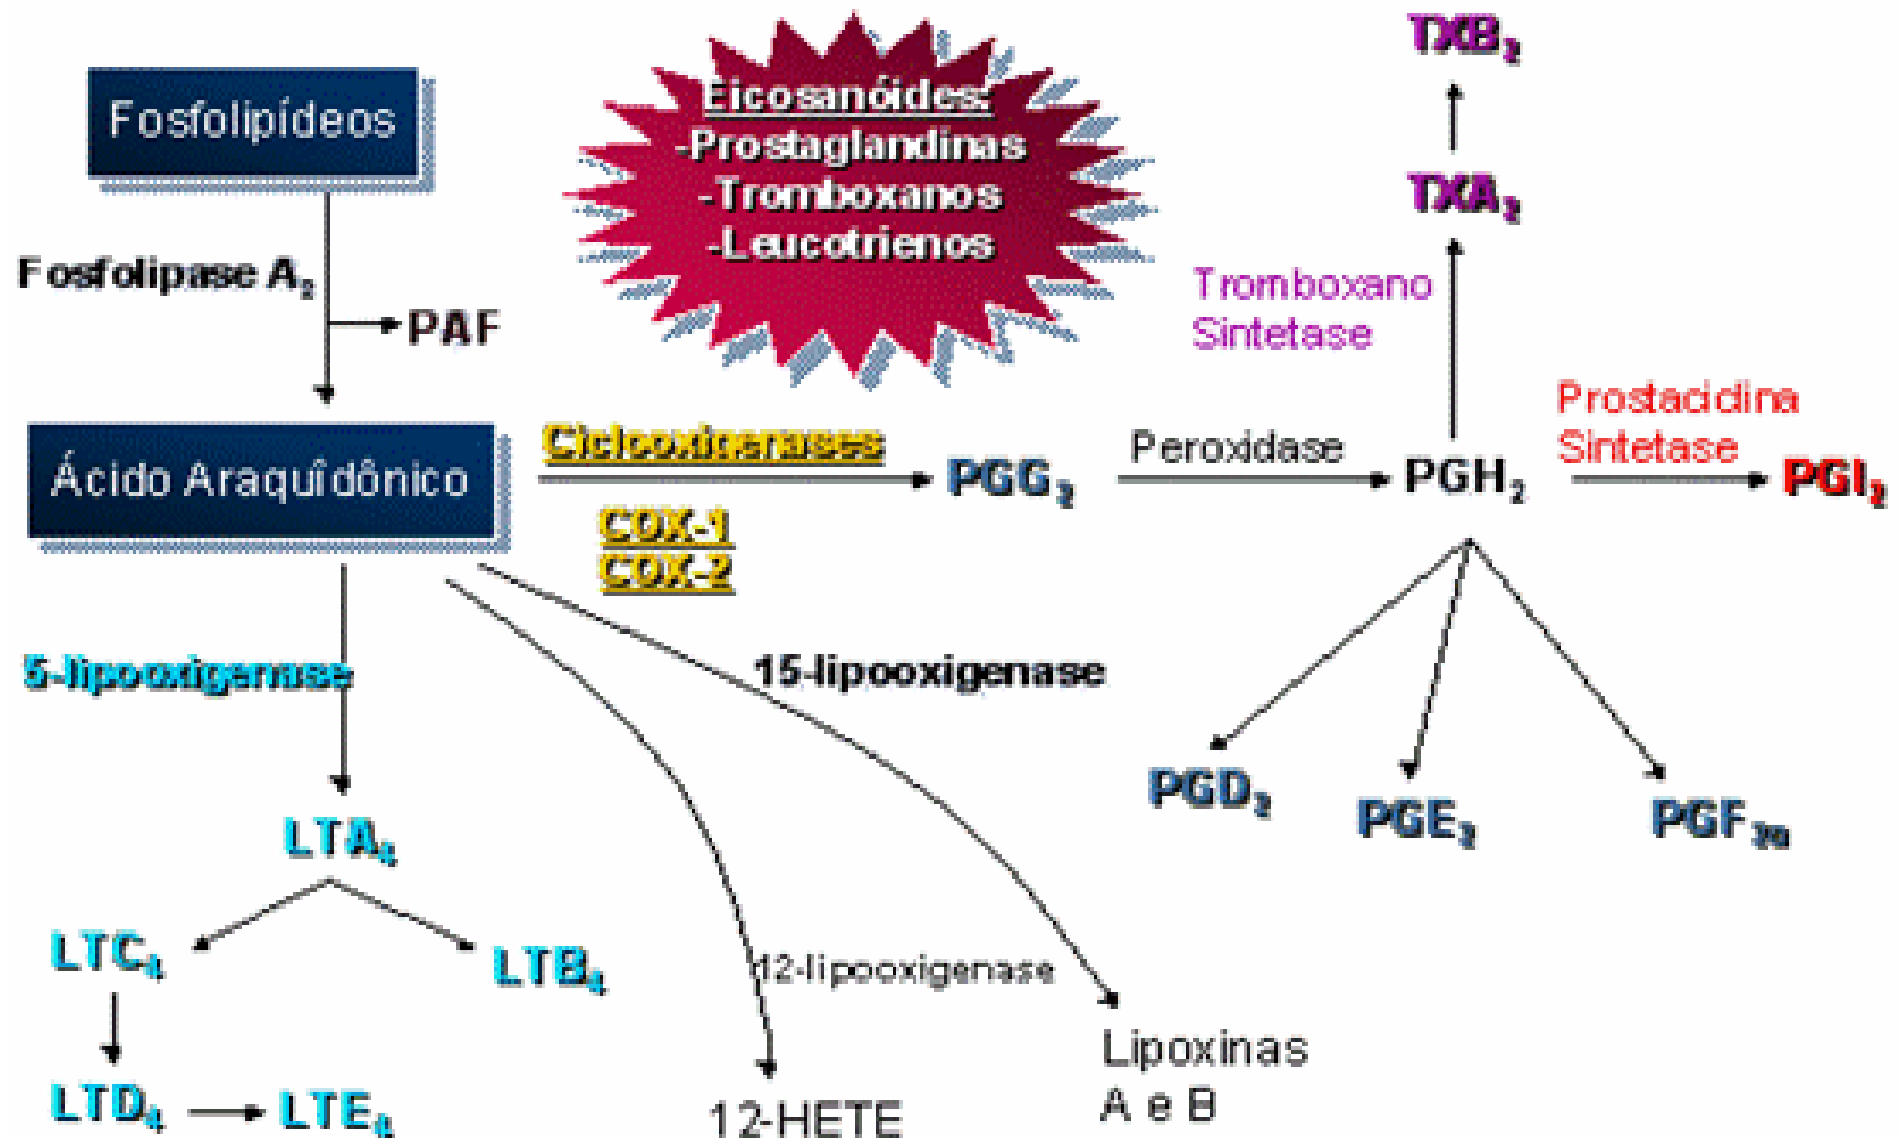 TXB₂
Fosfolipídeos
Eicosanóides:
-Prostaglandinas
-Tromboxanos
-Leucotrienos
TXA₂
Fosfolipase A₂
PAF
Tromboxano
Sintetase
Ácido Araquidônico
Ciclooxigenases
COX-1
COX-2
PGG₂
Peroxidase
PGH₂
Prostaciclina
Sintetase
PGI₂
5-lipooxigenase
15-lipooxigenase
PGD₂
PGE₂
PGF₂α
LTA₄
LTC₄
LTB₄
12-lipooxigenase
LTD₄
LTE₄
12-HETE
Lipoxinas
A e B